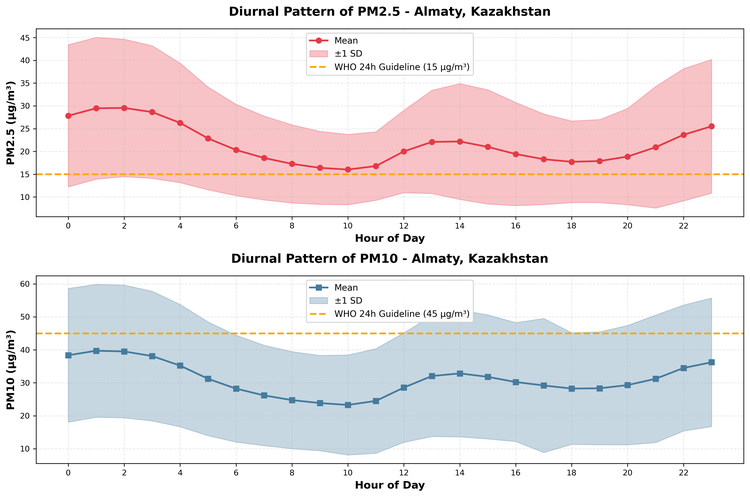 Diurnal Pattern of PM2.5 - Almaty, Kazakhstan
Mean
±1 SD
WHO 24h Guideline (15 µg/m³)
PM2.5 (µg/m³)
45
40
35
30
25
20
15
10
0 2 4 6 8 10 12 14 16 18 20 22
Hour of Day
Diurnal Pattern of PM10 - Almaty, Kazakhstan
Mean
±1 SD
WHO 24h Guideline (45 µg/m³)
PM10 (µg/m³)
60
50
40
30
20
10
0 2 4 6 8 10 12 14 16 18 20 22
Hour of Day